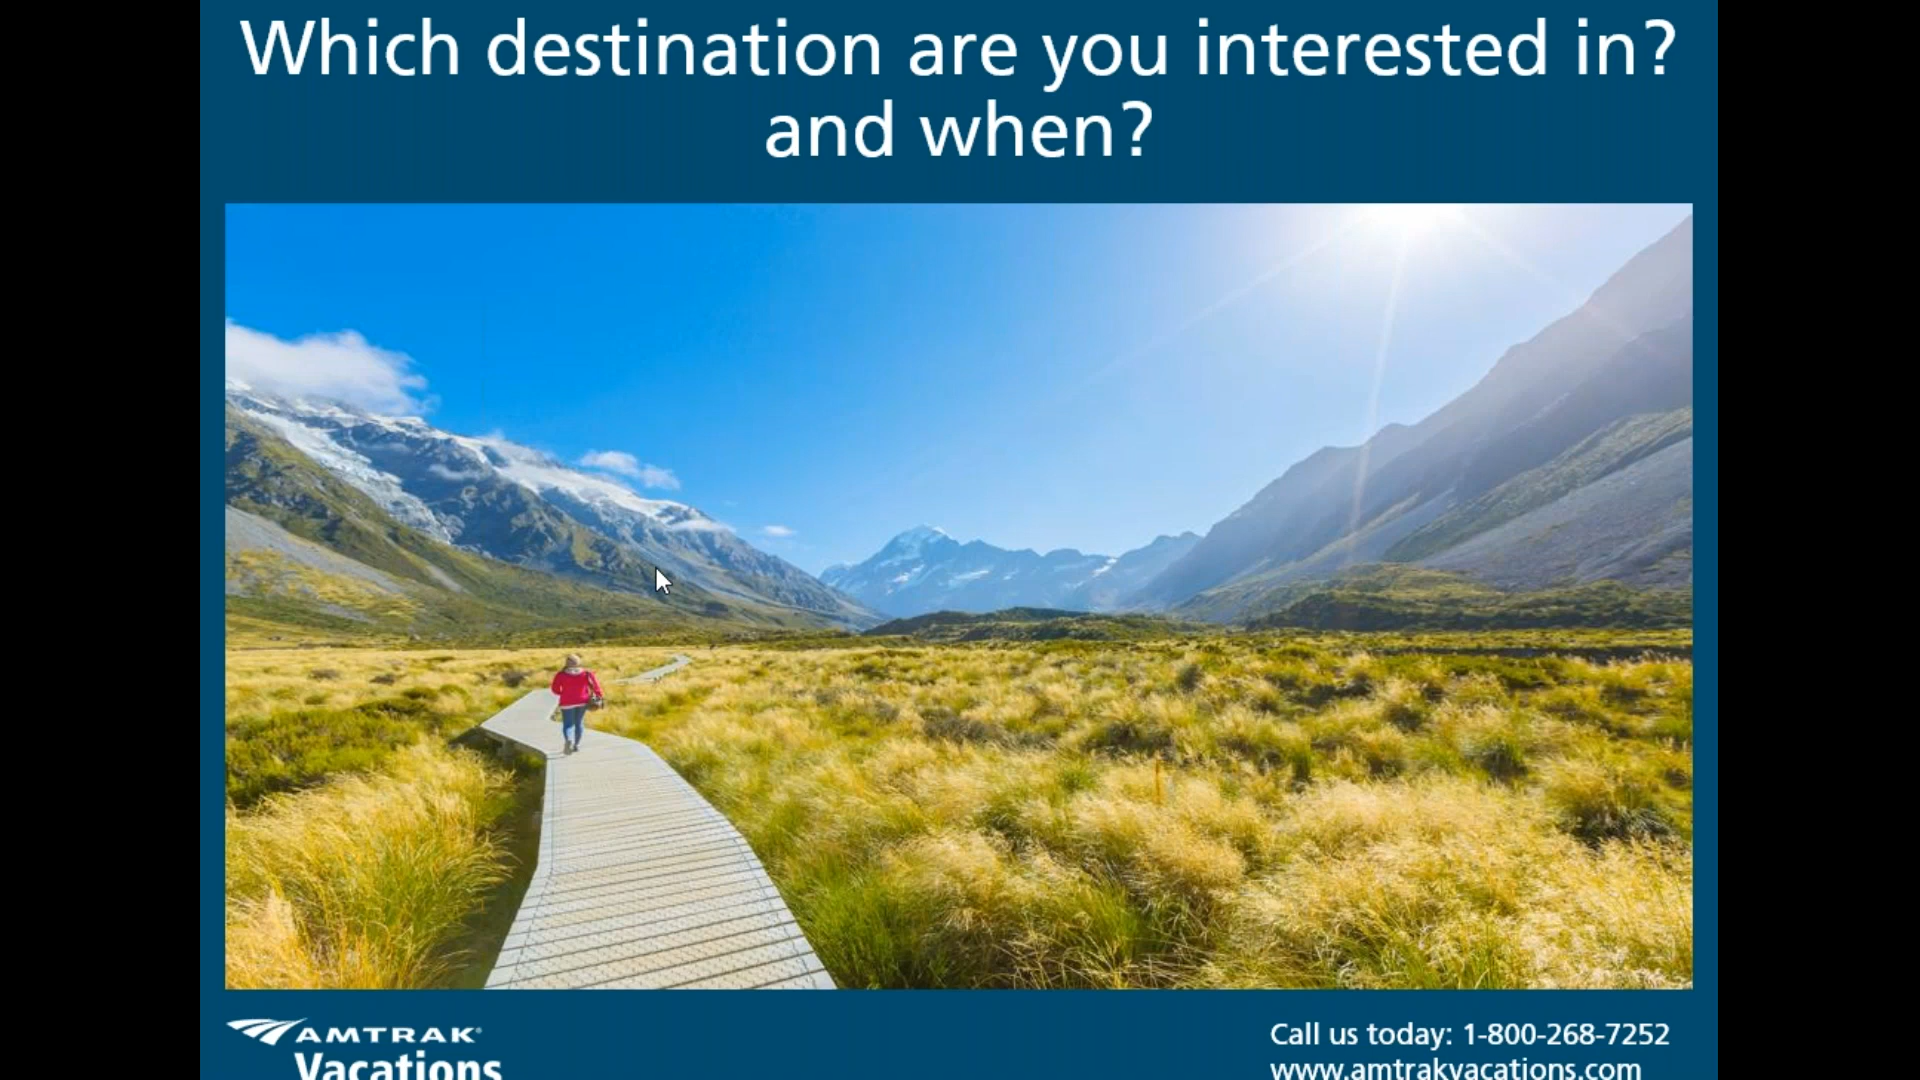 Which destination are you interested in?
and when?
AMTRAK®
Vacations
Call us today: 1-800-268-7252
www.amtrakvacations.com